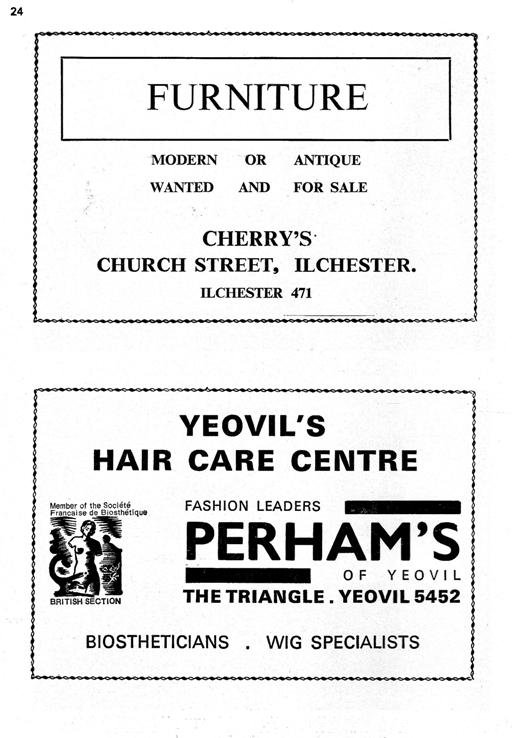 24
FURNITURE
MODERN OR ANTIQUE
WANTED AND FOR SALE
CHERRY'S
CHURCH STREET, ILCHESTER.
ILCHESTER 471
YEOVIL'S
HAIR CARE CENTRE
Member of the Société
Francaise de Biosthétique
BRITISH SECTION
FASHION LEADERS
PERHAM'S
OF YEOVIL
THE TRIANGLE . YEOVIL 5452
BIOSTHETICIANS . WIG SPECIALISTS